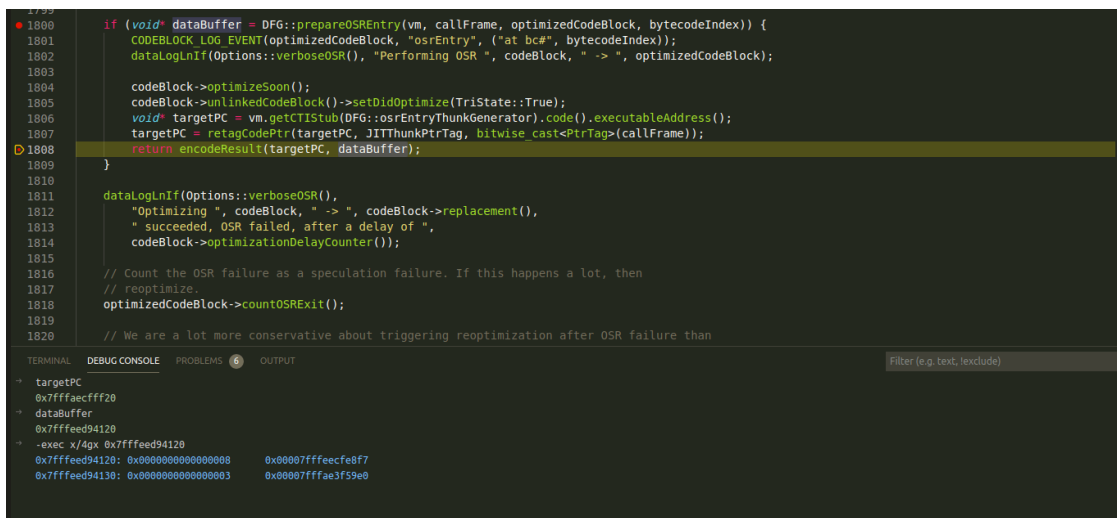 1799
1800 if (void* dataBuffer = DFG::prepareOSREntry(vm, callFrame, optimizedCodeBlock, bytecodeIndex)) {
1801 CODEBLOCK_LOG_EVENT(optimizedCodeBlock, "osrEntry", ("at bc#", bytecodeIndex));
1802 dataLogLnIf(Options::verboseOSR(), "Performing OSR ", codeBlock, " -> ", optimizedCodeBlock);
1803
1804 codeBlock->optimizeSoon();
1805 codeBlock->unlinkedCodeBlock()->setDidOptimize(TriState::True);
1806 void* targetPC = vm.getCTIStub(DFG::osrEntryThunkGenerator).code().executableAddress();
1807 targetPC = retagCodePtr(targetPC, JITThunkPtrTag, bitwise_cast<PtrTag>(callFrame));
1808 return encodeResult(targetPC, dataBuffer);
1809 }
1810
1811 dataLogLnIf(Options::verboseOSR(),
1812 "Optimizing ", codeBlock, " -> ", codeBlock->replacement(),
1813 " succeeded, OSR failed, after a delay of ",
1814 codeBlock->optimizationDelayCounter());
1815
1816 // Count the OSR failure as a speculation failure. If this happens a lot, then
1817 // reoptimize.
1818 optimizedCodeBlock->countOSRExit();
1819
1820 // We are a lot more conservative about triggering reoptimization after OSR failure than
TERMINAL DEBUG CONSOLE PROBLEMS 6 OUTPUT Filter (e.g. text, !exclude)
→ targetPC
0x7fffaecfff20
→ dataBuffer
0x7fffeed94120
→ -exec x/4gx 0x7fffeed94120
0x7fffeed94120: 0x0000000000000008 0x00007fffeecfe8f7
0x7fffeed94130: 0x0000000000000003 0x00007fffae3f59e0